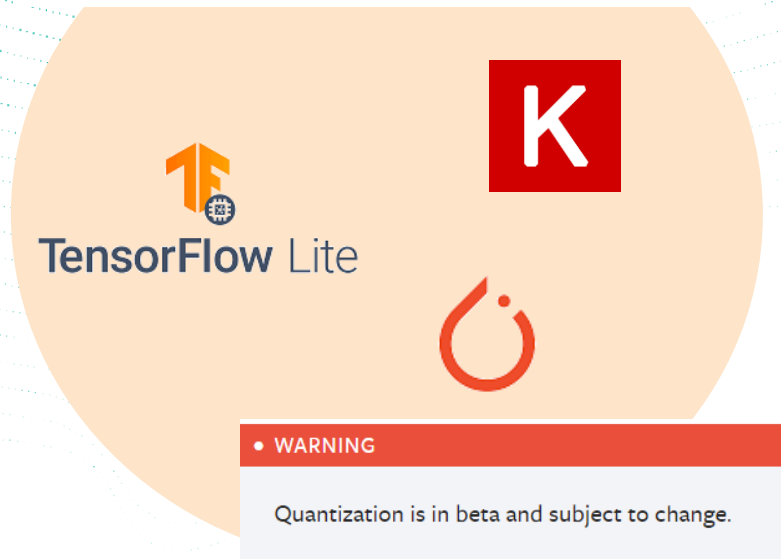 K
TensorFlow Lite
WARNING
Quantization is in beta and subject to change.